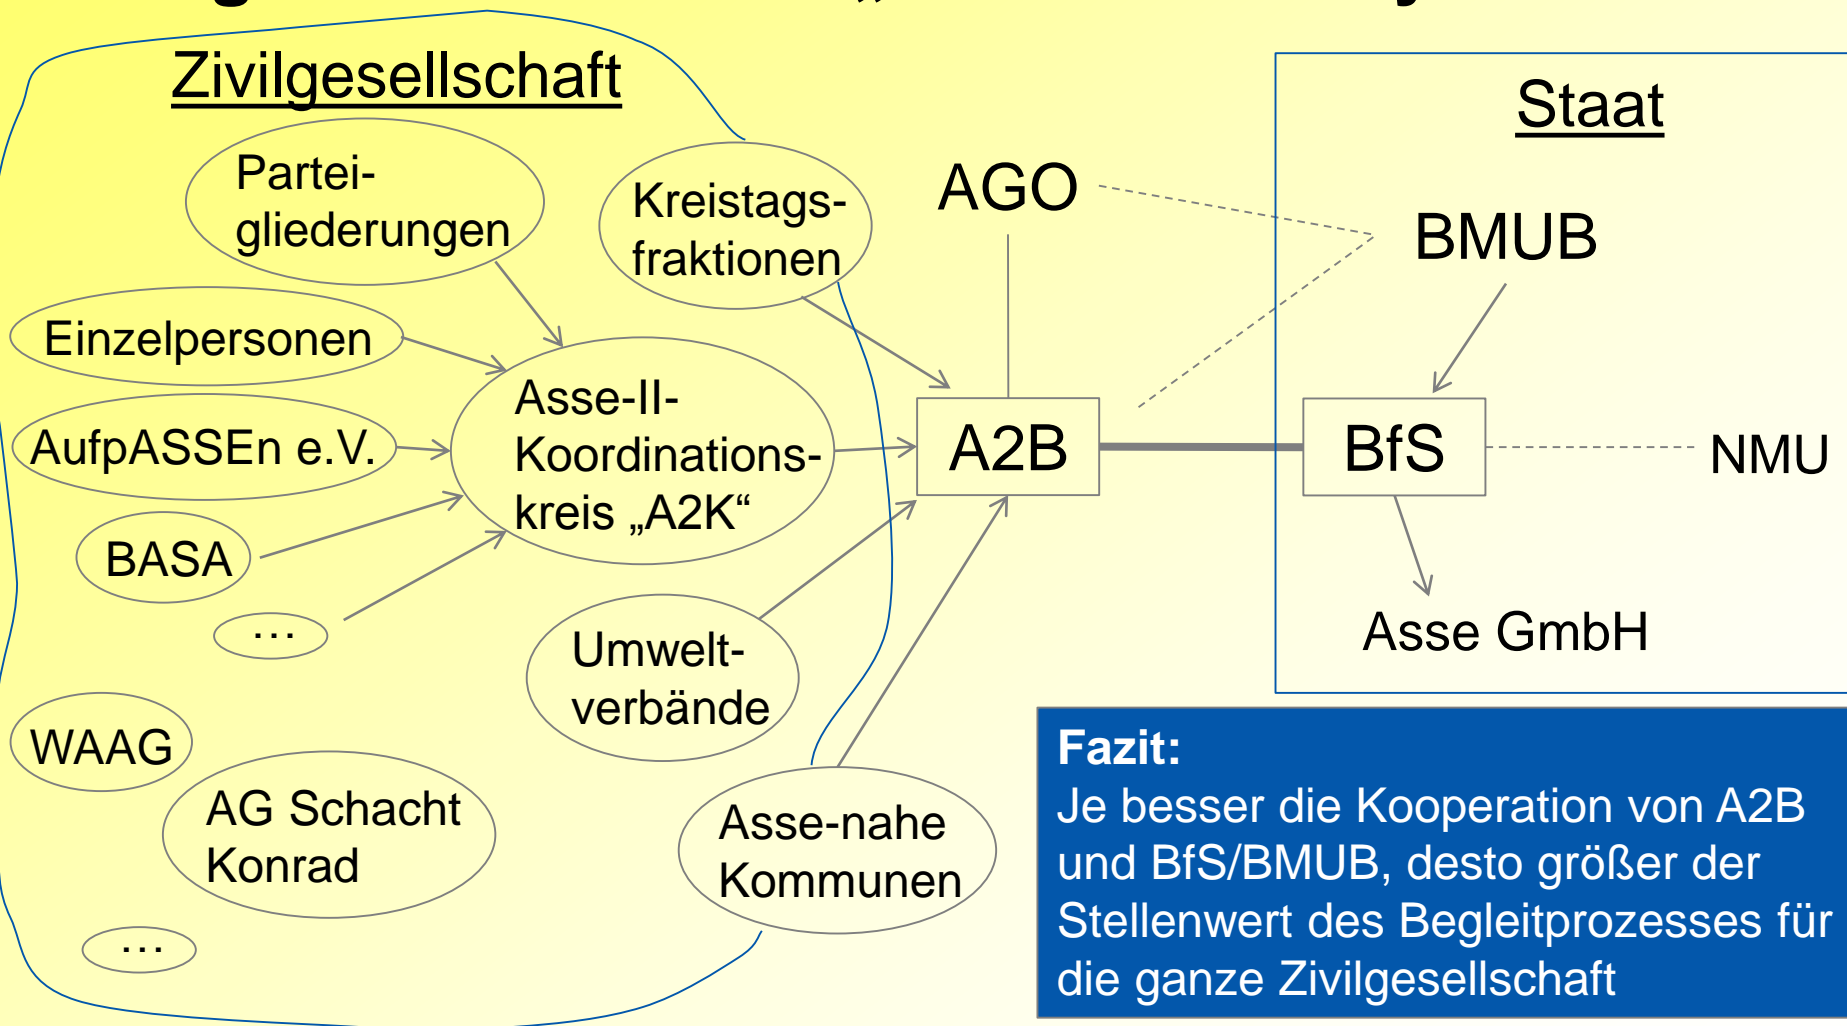 Zivilgesellschaft
Staat
Partei-
gliederungen
Kreistags-
fraktionen
AGO
BMUB
Einzelpersonen
Asse-II-
Koordinations-
kreis „A2K“
AufpASSEn e.V.
A2B
BfS
NMU
BASA
...
Umwelt-
verbände
Asse GmbH
WAAG
AG Schacht
Konrad
Asse-nahe
Kommunen
...
Fazit:
Je besser die Kooperation von A2B
und BfS/BMUB, desto größer der
Stellenwert des Begleitprozesses für
die ganze Zivilgesellschaft